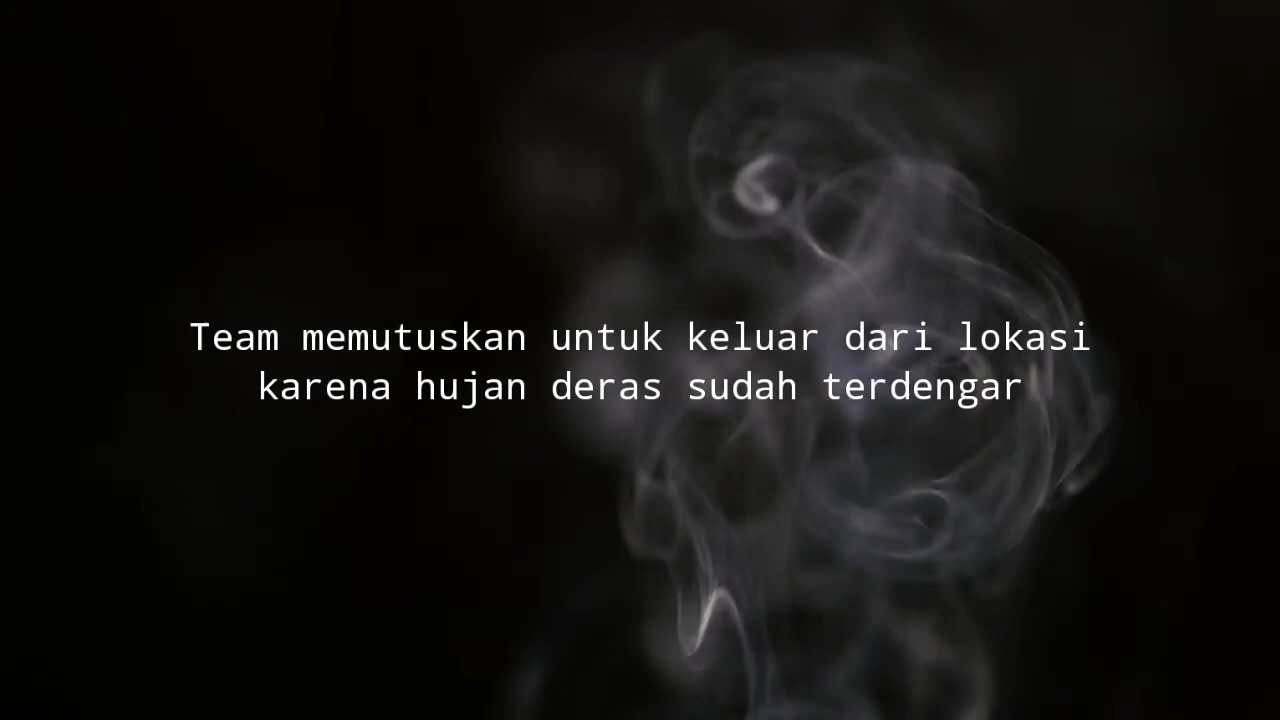 Team memutuskan untuk keluar dari lokasi
karena hujan deras sudah terdengar